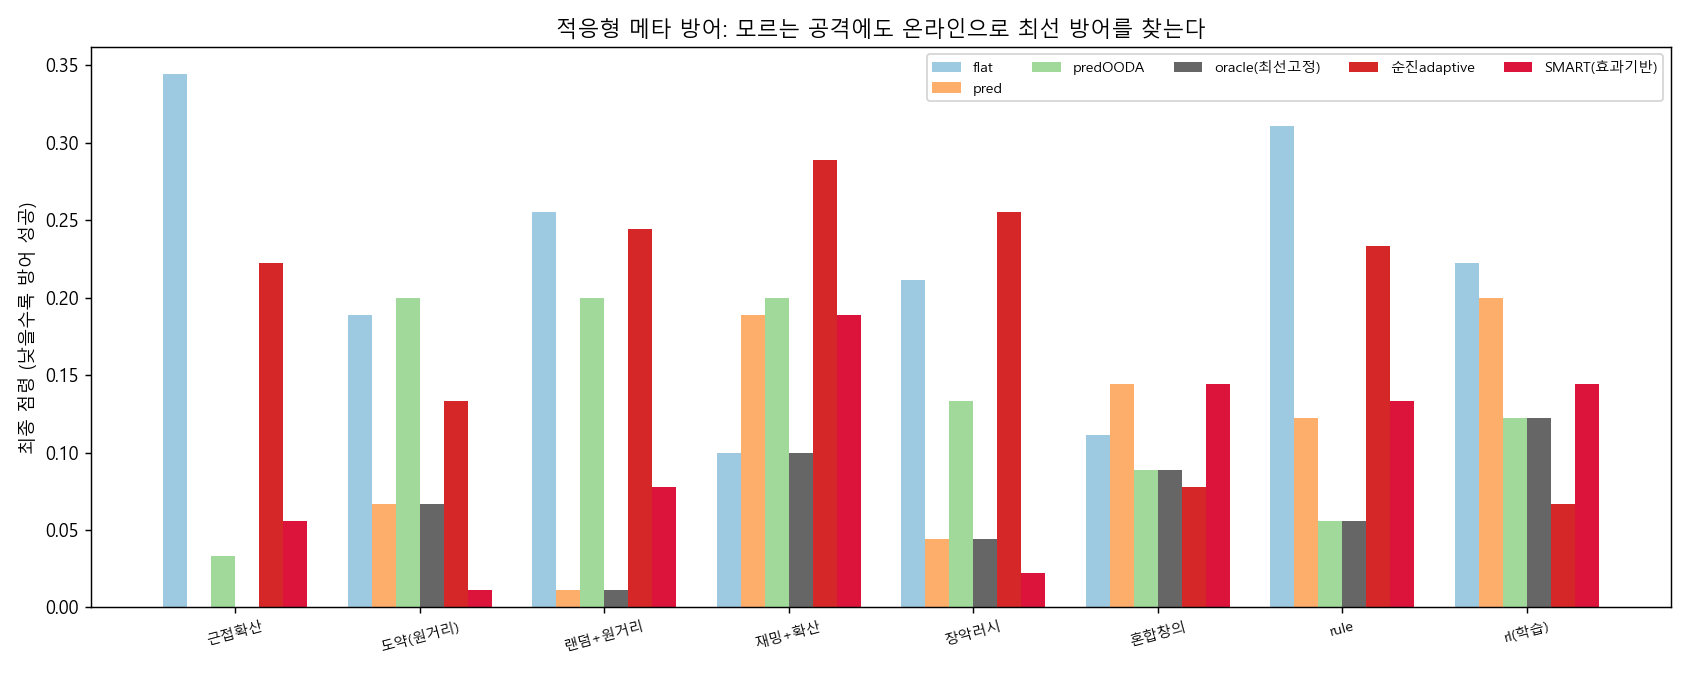 적응형 메타 방어: 모르는 공격에도 온라인으로 최선 방어를 찾는다
flat
pred
predOODA
oracle(최선고정)
순진adaptive
SMART(효과기반)
최종 점령 (낮을수록 방어 성공)
0.35
0.30
0.25
0.20
0.15
0.10
0.05
0.00
근접확산
도약(원거리)
랜덤+원거리
재밍+확산
장악러시
혼합창의
rule
rl(학습)